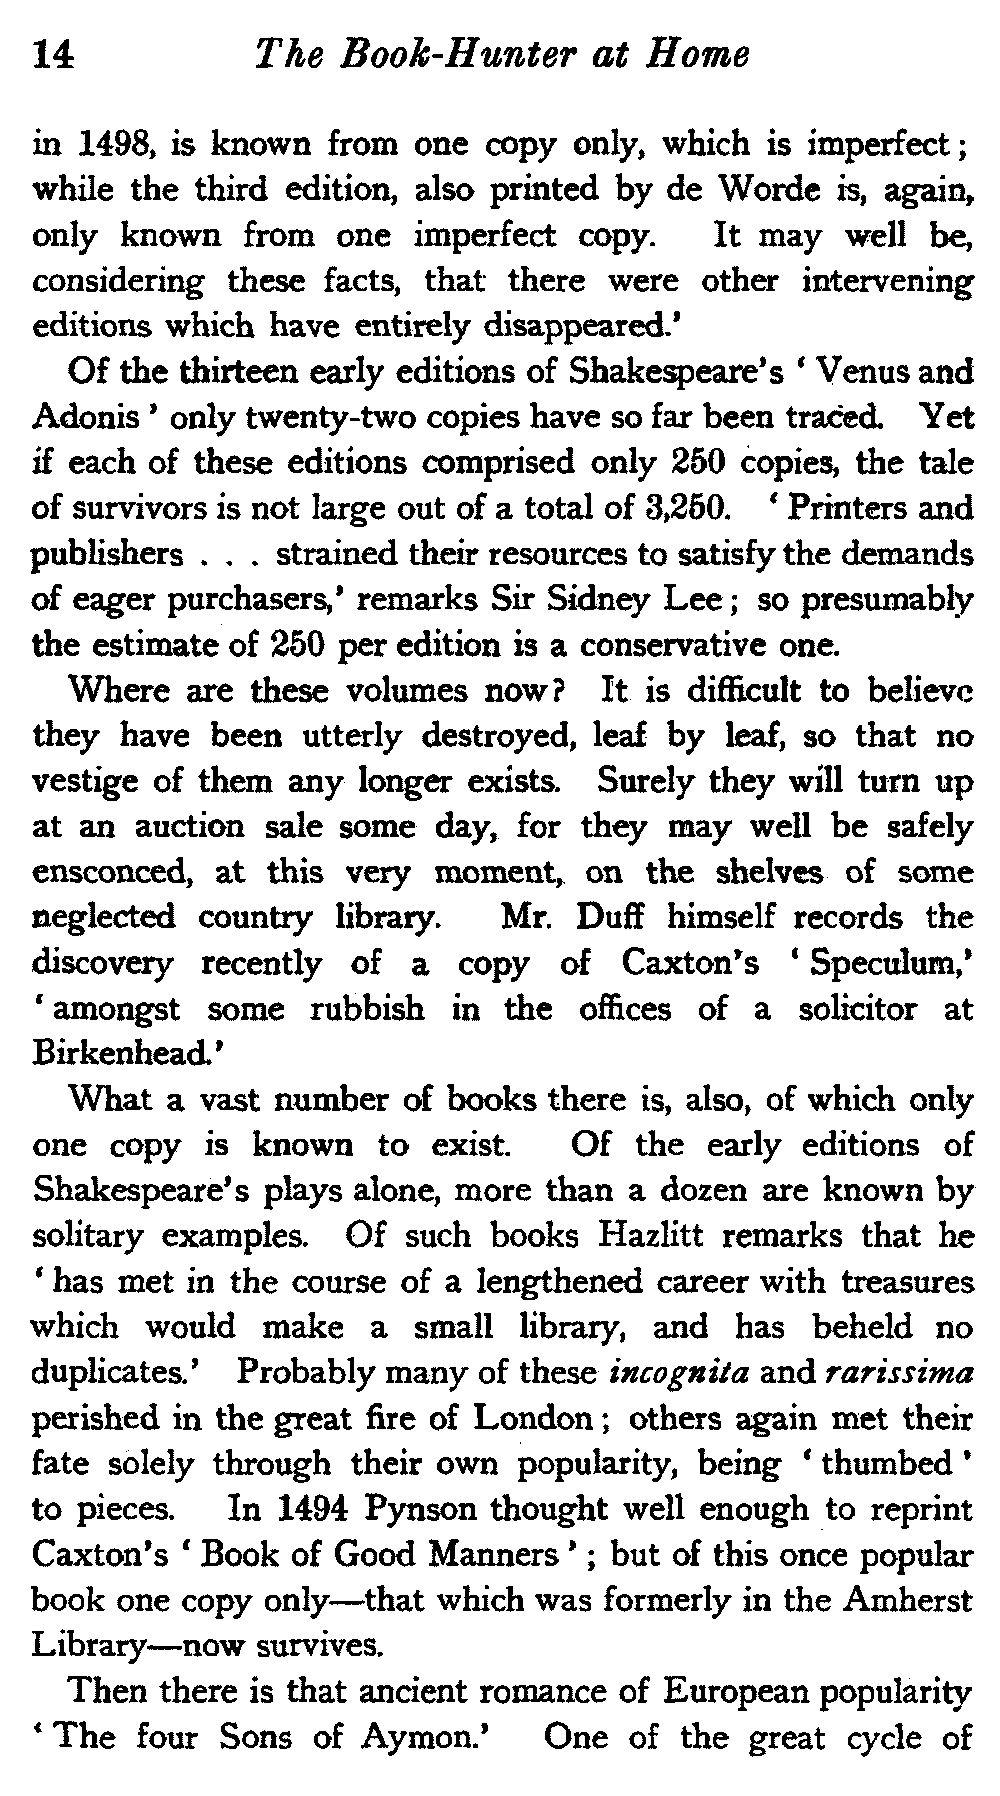 14 The Book-Hunter at Home
in 1498, is known from one copy only, which is imperfect;
while the third edition, also printed by de Worde is, again,
only known from one imperfect copy. It may well be,
considering these facts, that there were other intervening
editions which have entirely disappeared.’
Of the thirteen early editions of Shakespeare’s ‘Venus and
Adonis’ only twenty-two copies have so far been traced. Yet
if each of these editions comprised only 250 copies, the tale
of survivors is not large out of a total of 3,250. ‘Printers and
publishers . . . strained their resources to satisfy the demands
of eager purchasers,’ remarks Sir Sidney Lee; so presumably
the estimate of 250 per edition is a conservative one.
Where are these volumes now? It is difficult to believe
they have been utterly destroyed, leaf by leaf, so that no
vestige of them any longer exists. Surely they will turn up
at an auction sale some day, for they may well be safely
ensconced, at this very moment, on the shelves of some
neglected country library. Mr. Duff himself records the
discovery recently of a copy of Caxton’s ‘Speculum,’
‘amongst some rubbish in the offices of a solicitor at
Birkenhead.’
What a vast number of books there is, also, of which only
one copy is known to exist. Of the early editions of
Shakespeare’s plays alone, more than a dozen are known by
solitary examples. Of such books Hazlitt remarks that he
‘has met in the course of a lengthened career with treasures
which would make a small library, and has beheld no
duplicates.’ Probably many of these incognita and rarissima
perished in the great fire of London; others again met their
fate solely through their own popularity, being ‘thumbed’
to pieces. In 1494 Pynson thought well enough to reprint
Caxton’s ‘Book of Good Manners’; but of this once popular
book one copy only—that which was formerly in the Amherst
Library—now survives.
Then there is that ancient romance of European popularity
‘The four Sons of Aymon.’ One of the great cycle of